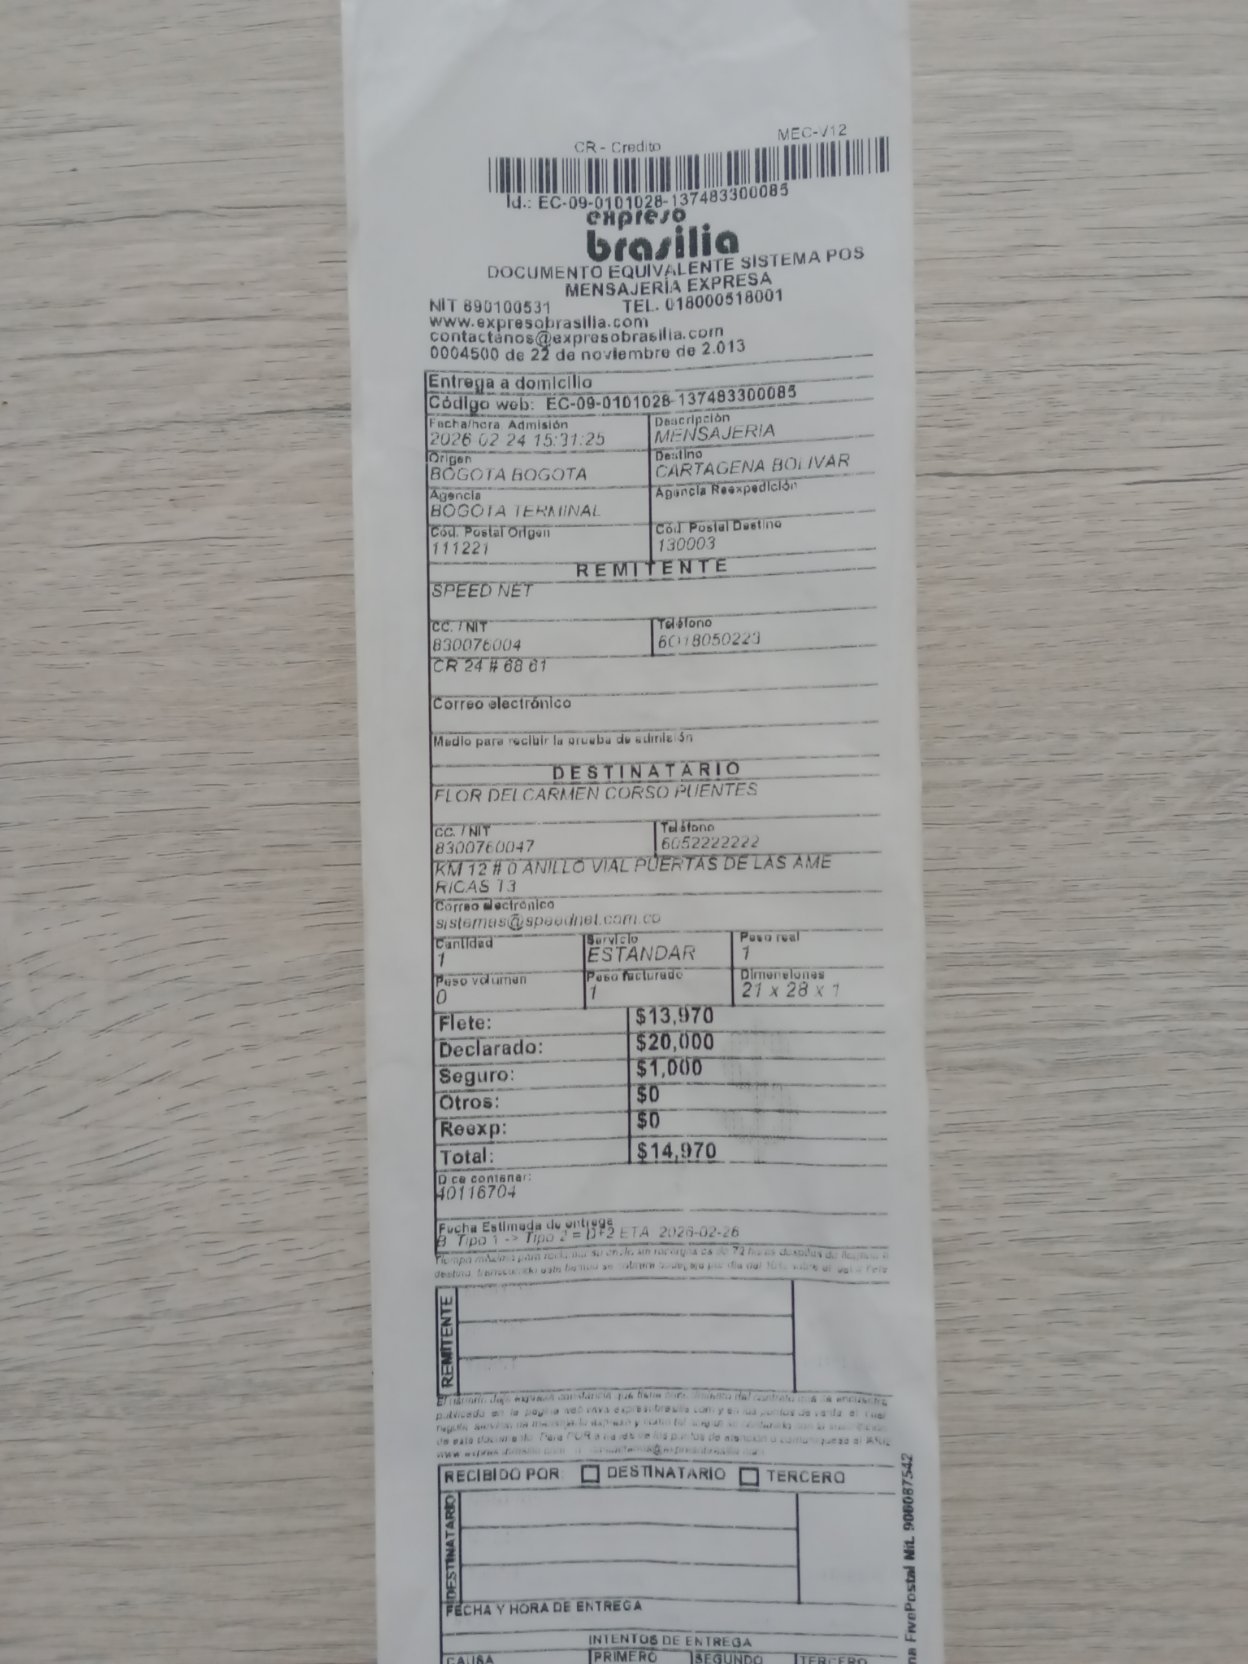 CR - Credito MEC-V12
Id.: EC-09-0101028-137483300085
expreso
brasilia
DOCUMENTO EQUIVALENTE SISTEMA POS
MENSAJERÍA EXPRESA
NIT 890100531 TEL. 018000518001
www.expresobrasilia.com
contactanos@expresobrasilia.com
0004500 de 22 de noviembre de 2.013
Entrega a domicilio
Código web: EC-09-0101028-137483300085
Fecha/hora Admisión Descripción
2026 02 24 15:31:25 MENSAJERIA
Origen Destino
BOGOTA BOGOTA CARTAGENA BOLIVAR
Agencia Agencia Reexpedición
BOGOTA TERMINAL
Cód. Postal Origen Cód. Postal Destino
111221 130003
REMITENTE
SPEED NET
CC. / NIT Teléfono
830076004 6018050223
CR 24 # 68 61
Correo electrónico
Medio para recibir la prueba de admisión
DESTINATARIO
FLOR DEL CARMEN CORSO PUENTES
CC. / NIT Teléfono
8300760047 6052222222
KM 12 # 0 ANILLO VIAL PUERTAS DE LAS AME
RICAS 13
Correo electrónico
sistemas@speednet.com.co
Cantidad Servicio Peso real
1 ESTANDAR 1
Peso volumen Peso facturado Dimensiones
0 1 21 x 28 x 1
Flete: $13,970
Declarado: $20,000
Seguro: $1,000
Otros: $0
Reexp: $0
Total: $14,970
Dice contener:
40116704
Fecha Estimada de entrega
B Tipo 1 -> Tipo 2 = D+2 ETA 2026-02-26
REMITENTE
RECIBIDO POR: DESTINATARIO TERCERO
DESTINATARIO
FECHA Y HORA DE ENTREGA
INTENTOS DE ENTREGA
CAUSA PRIMERO SEGUNDO TERCERO
FivePostal Nit. 900087542